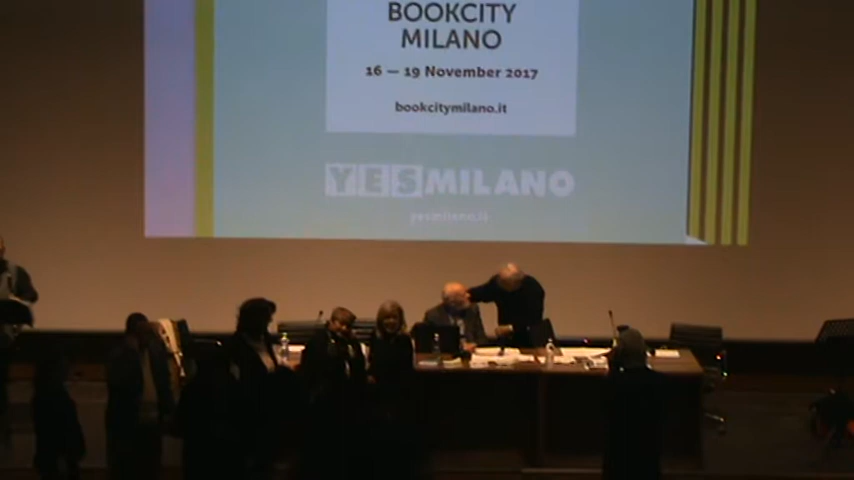 BOOKCITY
MILANO
16 — 19 November 2017
bookcitymilano.it
YESMILANO
yesmilano.it